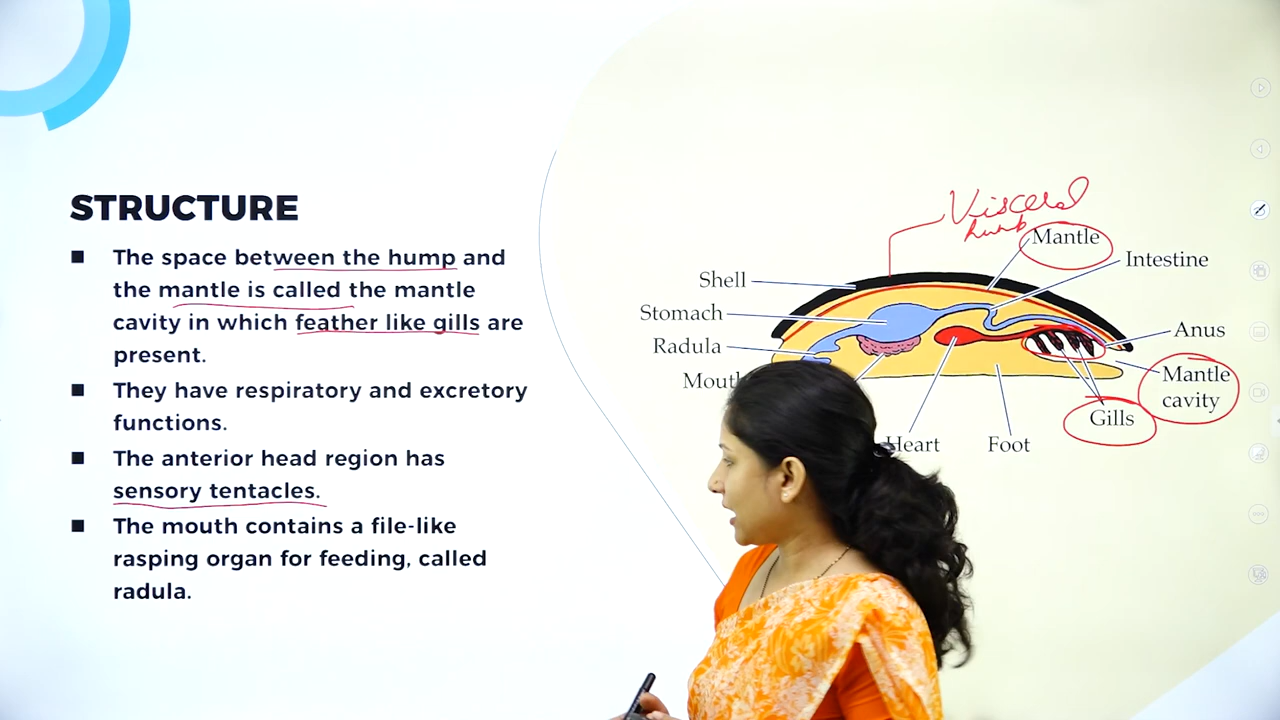 STRUCTURE
The space between the hump and
the mantle is called the mantle
cavity in which feather like gills are
present.
They have respiratory and excretory
functions.
The anterior head region has
sensory tentacles.
The mouth contains a file-like
rasping organ for feeding, called
radula.
Visceral
hump
Mantle
Intestine
Shell
Stomach
Anus
Radula
Mouth
Mantle
cavity
Gills
Heart
Foot